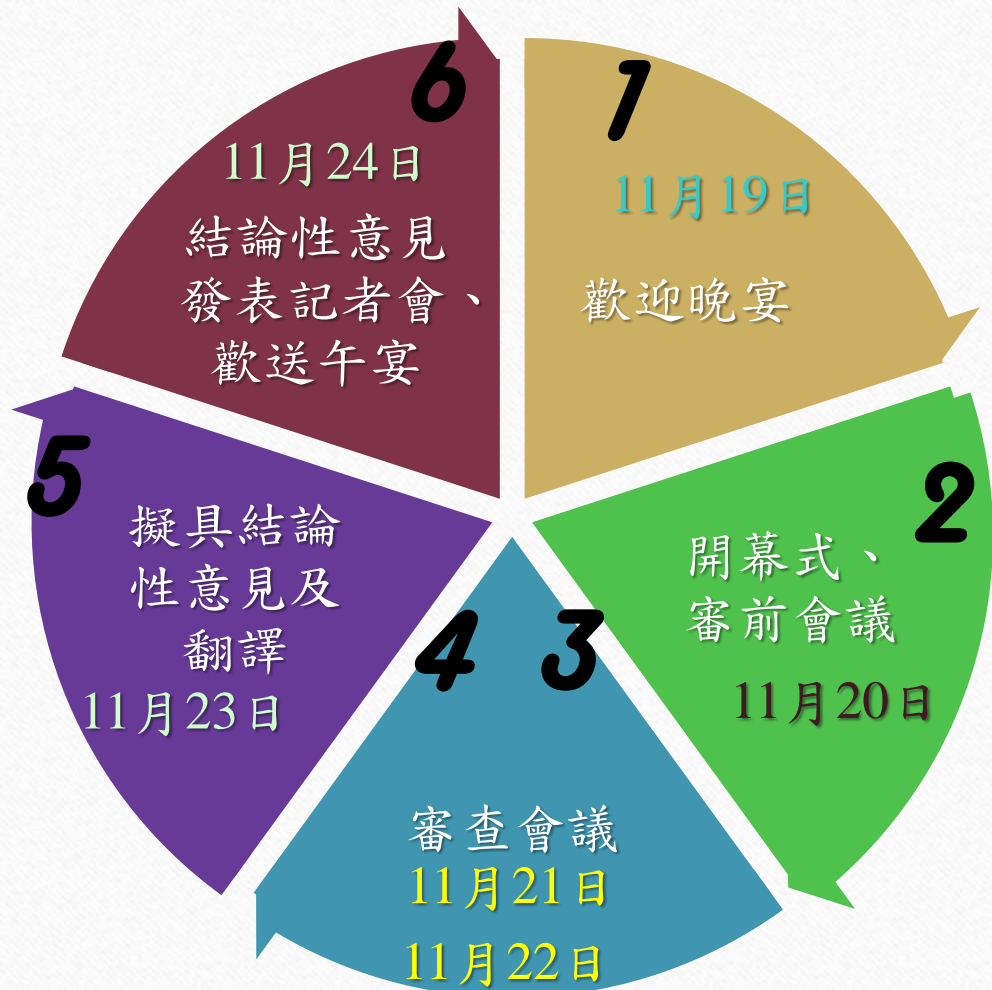 1
11月19日
歡迎晚宴
2
開幕式、
審前會議
11月20日
3
4
審查會議
11月21日
11月22日
5
擬具結論
性意見及
翻譯
11月23日
6
11月24日
結論性意見
發表記者會、
歡送午宴